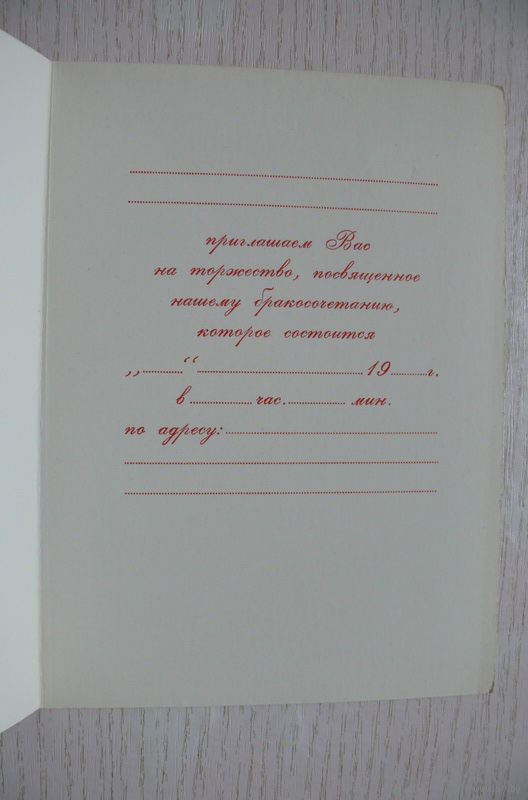 приглашаем Вас
на торжество, посвященное
нашему бракосочетанию,
которое состоится
„..........“ ........................................ 19.........г.
в ............... час. ............... мин.
по адресу: ..................................................